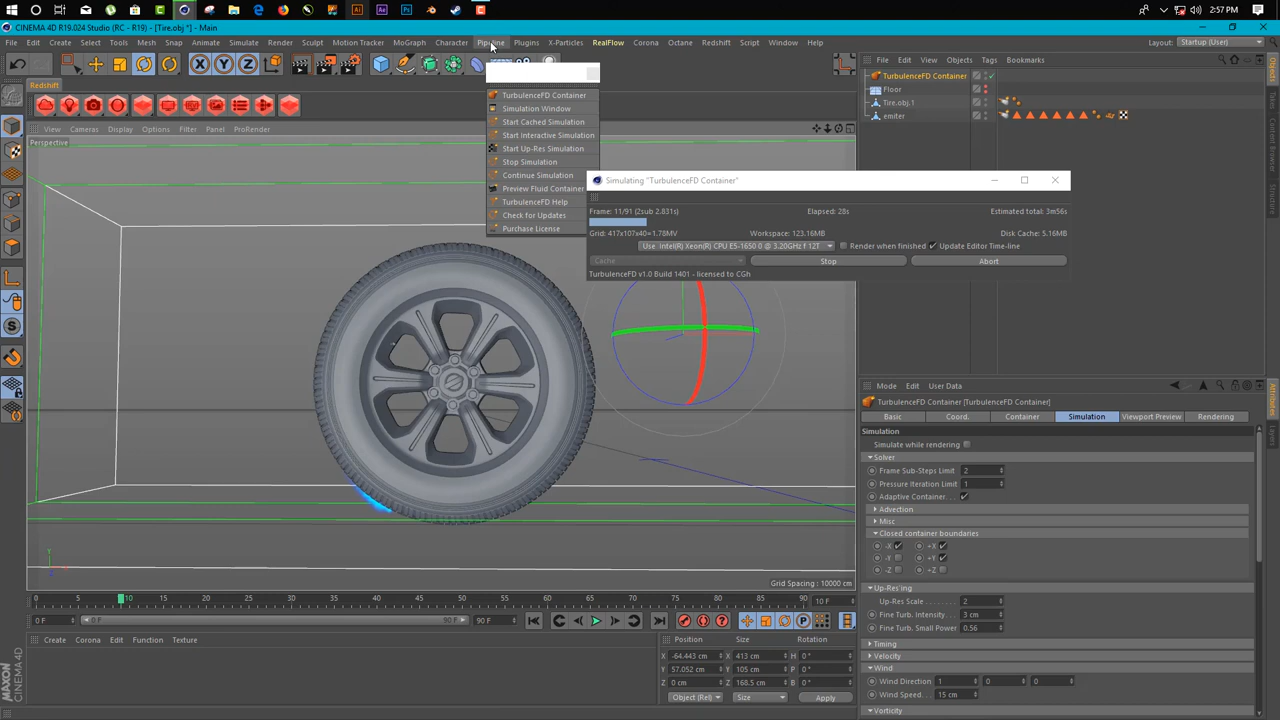 2:57 PM
CINEMA 4D R19.024 Studio (RC - R19) - [Tire.obj *] - Main
File Edit Create Select Tools Mesh Snap Animate Simulate Render Sculpt Motion Tracker MoGraph Character Pipeline Plugins X-Particles RealFlow Corona Octane Redshift Script Window Help Layout: Startup (User)
X Y Z
Redshift
View Cameras Display Options Filter Panel ProRender
Perspective
TurbulenceFD Container
Simulation Window
Start Cached Simulation
Start Interactive Simulation
Start Up-Res Simulation
Stop Simulation
Continue Simulation
Preview Fluid Container
TurbulenceFD Help
Check for Updates
Purchase License
Simulating "TurbulenceFD Container"
Frame: 11/91 (2sub 2.831s) Elapsed: 28s Estimated total: 3m56s
Grid: 417x107x40=1.78MV Workspace: 123.16MB Disk Cache: 5.16MB
Use Intel(R) Xeon(R) CPU E5-1650 0 @ 3.20GHz f 12T Render when finished Update Editor Time-line
Cache Stop Abort
TurbulenceFD v1.0 Build 1401 - licensed to CGh
Grid Spacing : 10000 cm
0 5 10 15 20 25 30 35 40 45 50 55 60 65 70 75 80 85 90 10 F
0 F 0 F 90 F 90 F
Create Corona Edit Function Texture
Position Size Rotation
X -64.443 cm X 413 cm H 0 °
Y 57.052 cm Y 105 cm P 0 °
Z 0 cm Z 168.5 cm B 0 °
Object (Rel) Size Apply
MAXON CINEMA 4D
File Edit View Objects Tags Bookmarks
TurbulenceFD Container
Floor
Tire.obj.1
emiter
Objects
Takes
Content Browser
Structure
Attributes
Layers
Mode Edit User Data
TurbulenceFD Container [TurbulenceFD Container]
Basic Coord. Container Simulation Viewport Preview Rendering
Simulation
Simulate while rendering
Solver
Frame Sub-Steps Limit 2
Pressure Iteration Limit 1
Adaptive Container. . . .
Advection
Misc
Closed container boundaries
-X +X
-Y +Y
-Z +Z
Up-Res'ing
Up-Res Scale . . . . . . . 2
Fine Turb. Intensity. . . . 3 cm
Fine Turb. Small Power 0.56
Timing
Velocity
Wind
Wind Direction 1 0 0
Wind Speed. . . 15 cm
Vorticity